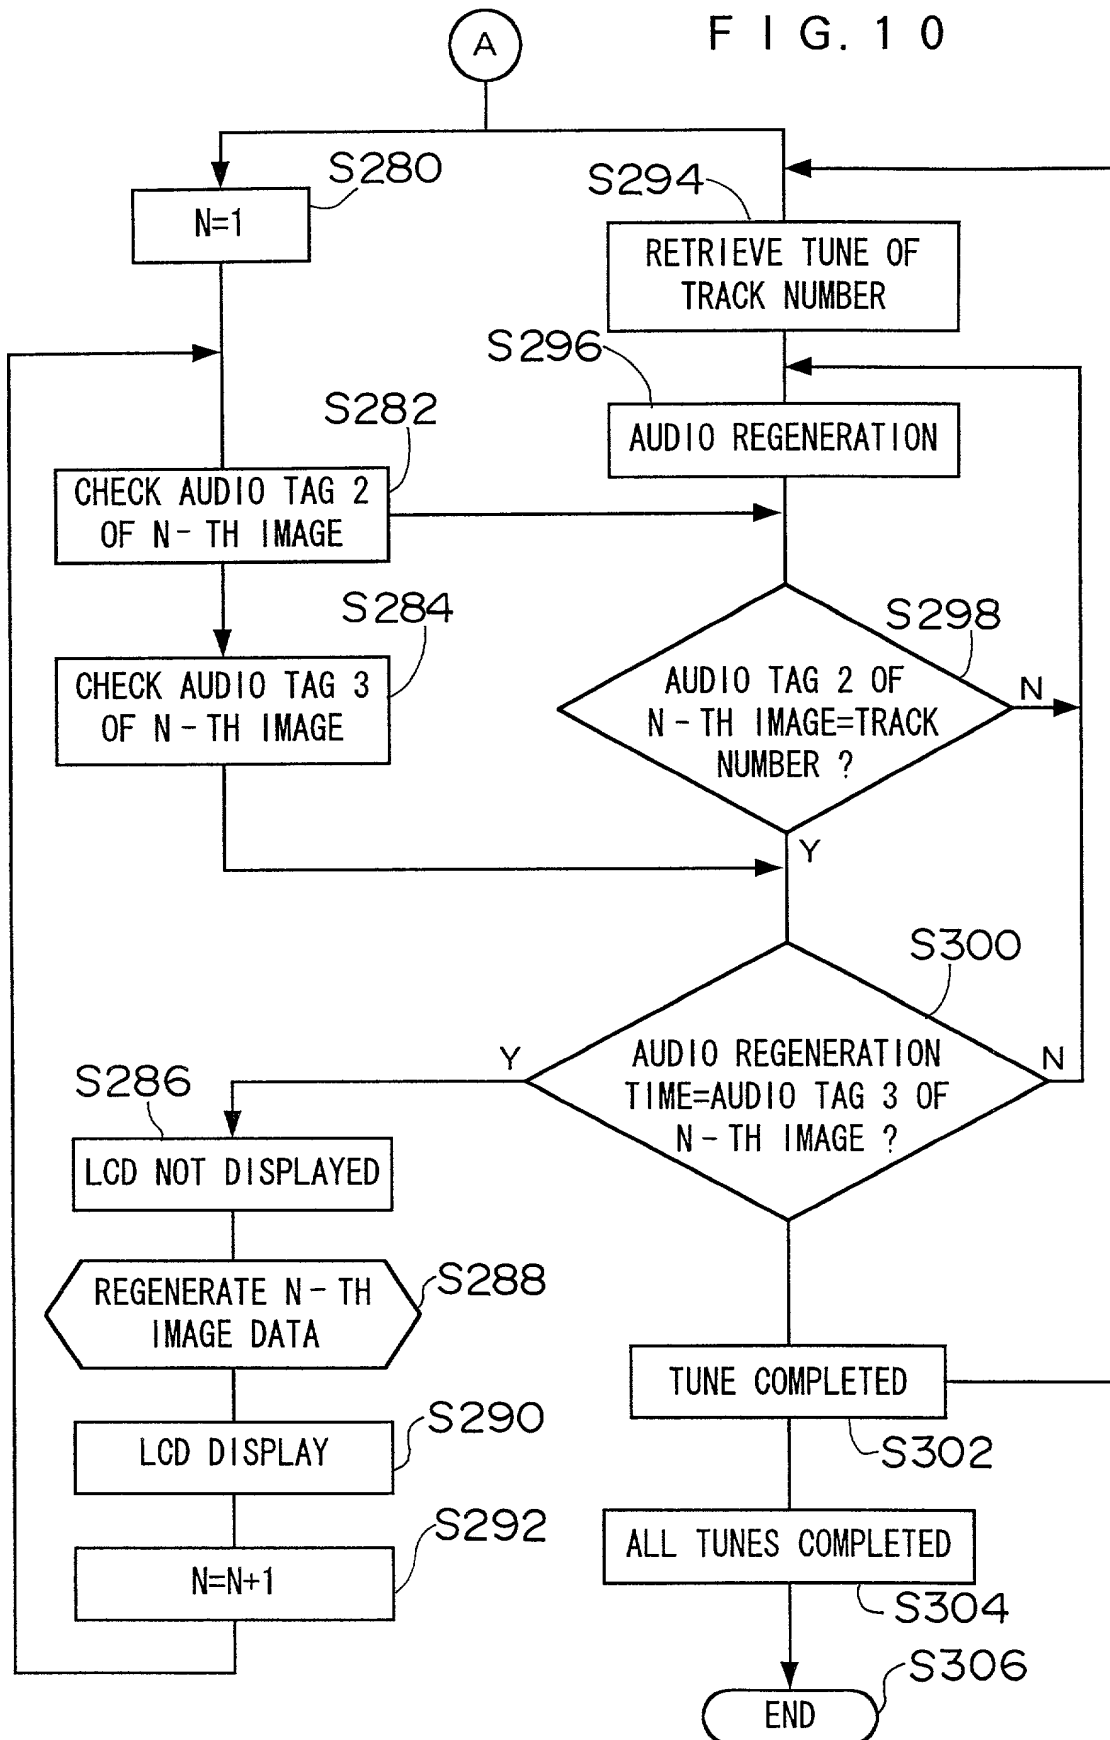 FIG. 10
A
S280
N=1
S282
CHECK AUDIO TAG 2
OF N-TH IMAGE
S284
CHECK AUDIO TAG 3
OF N-TH IMAGE
S286
LCD NOT DISPLAYED
REGENERATE N-TH
IMAGE DATA
S288
LCD DISPLAY
S290
N=N+1
S292
S294
RETRIEVE TUNE OF
TRACK NUMBER
S296
AUDIO REGENERATION
S298
AUDIO TAG 2 OF
N-TH IMAGE=TRACK
NUMBER ?
N
Y
S300
AUDIO REGENERATION
TIME=AUDIO TAG 3 OF
N-TH IMAGE ?
Y
N
TUNE COMPLETED
S302
ALL TUNES COMPLETED
S304
S306
END